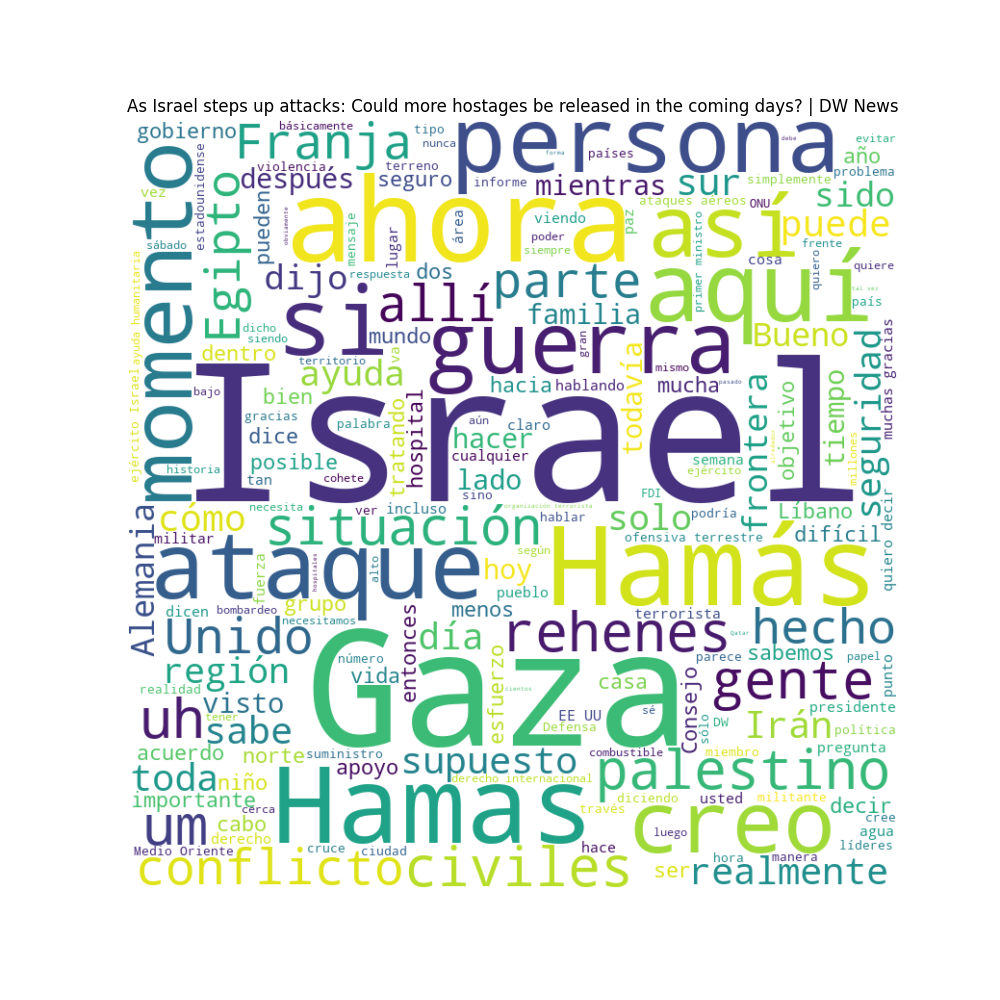 As Israel steps up attacks: Could more hostages be released in the coming days? | DW News
gobierno
básicamente
Franja
tipo
nunca
persona
debe
forma
países
evitar
año
problema
estadounidense
violencia
después
terreno
seguro
informe
mientras
sur
simplemente
sido
vez
momento
Egipto
pueden
obviamente
ahora
mensaje
lugar
área
viendo
poder
siempre
paz
ataques aéreos
ONU
así
puede
frente
sábado
dijo
respuesta
dos
parte
primer ministro
cosa
quiero
quiere
tal vez
país
aquí
si
allí
familia
Bueno
dicho
siendo
mundo
guerra
gran
dentro
territorio
va
ayuda
mismo
pasado
ejército Israel
ayuda humanitaria
bajo
bien
Israel
hacia
hablando
mucha
todavía
frontera
objetivo
tiempo
seguridad
muchas gracias
gracias
palabra
tratando
hospital
aún
claro
dice
hacer
cualquier
alrededor
millones
historia
posible
tan
cohete
lado
semana
ejército
sino
FDI
necesita
ver
incluso
organización terrorista
hablar
podría
Líbano
cómo
situación
solo
difícil
quiero decir
Alemania
militar
ofensiva terrestre
ataque
según
Hamás
fuerza
hospitales
alto
hoy
pueblo
dicen
bombardeo
grupo
necesitamos
menos
terrorista
Unido
entonces
día
rehenes
hecho
región
número
vida
Gaza
esfuerzo
parece
sabemos
papel
punto
Qatar
realidad
visto
cientos
casa
Consejo
gente
uh
tener
sabe
EE UU
Defensa
sé
sólo
DW
Irán
presidente
política
acuerdo
norte
suministro
supuesto
combustible
miembro
pregunta
toda
niño
apoyo
derecho internacional
palestino
importante
cerca
Hamas
través
diciendo
usted
militante
decir
um
cabo
derecho
creo
luego
cree
agua
líderes
Medio Oriente
cruce
ciudad
hace
hora
manera
conflicto
civiles
ser
realmente